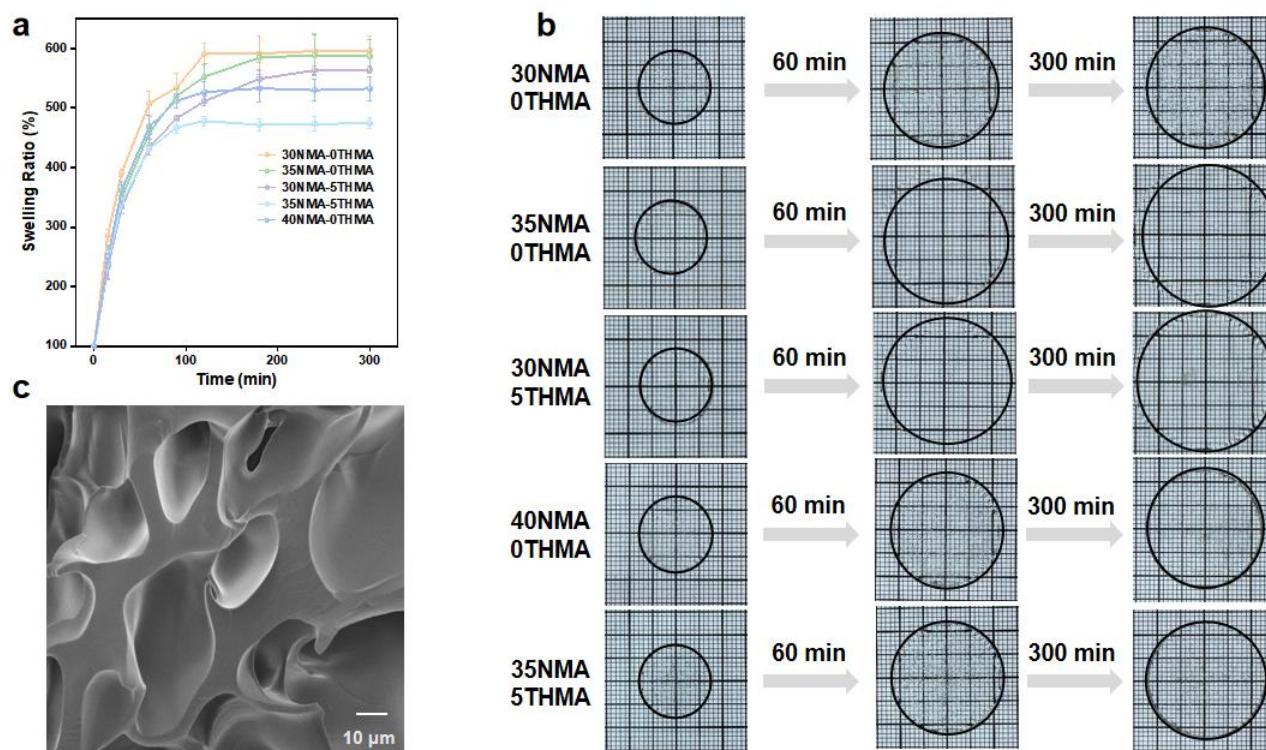 a
600
500
400
300
200
100
0
100
200
300
Swelling Ratio (%)
Time (min)
30NMA-0THMA
35NMA-0THMA
30NMA-5THMA
35NMA-5THMA
40NMA-0THMA
b
30NMA
0THMA
60 min
300 min
35NMA
0THMA
60 min
300 min
30NMA
5THMA
60 min
300 min
40NMA
0THMA
60 min
300 min
35NMA
5THMA
60 min
300 min
c
10 μm